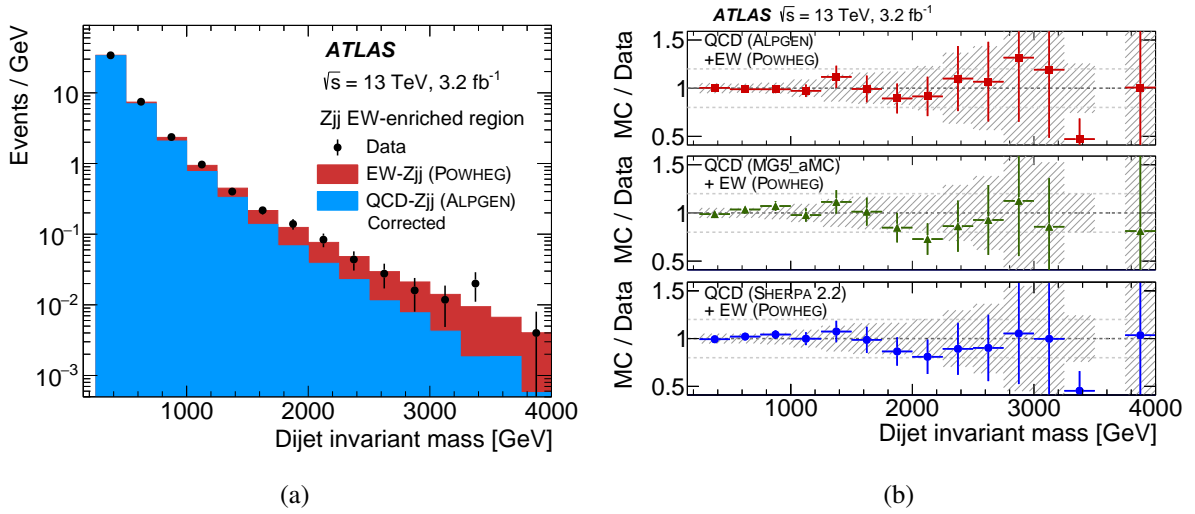 Events / GeV
10
1
10⁻¹
10⁻²
10⁻³
ATLAS
√s = 13 TeV, 3.2 fb⁻¹
Zjj EW-enriched region
Data
EW-Zjj (POWHEG)
QCD-Zjj (ALPGEN)
Corrected
1000 2000 3000 4000
Dijet invariant mass [GeV]
(a)
ATLAS √s = 13 TeV, 3.2 fb⁻¹
MC / Data
1.5
1
0.5
QCD (ALPGEN)
+EW (POWHEG)
MC / Data
1.5
1
0.5
QCD (MG5_aMC)
+ EW (POWHEG)
MC / Data
1.5
1
0.5
QCD (SHERPA 2.2)
+ EW (POWHEG)
1000 2000 3000 4000
Dijet invariant mass [GeV]
(b)